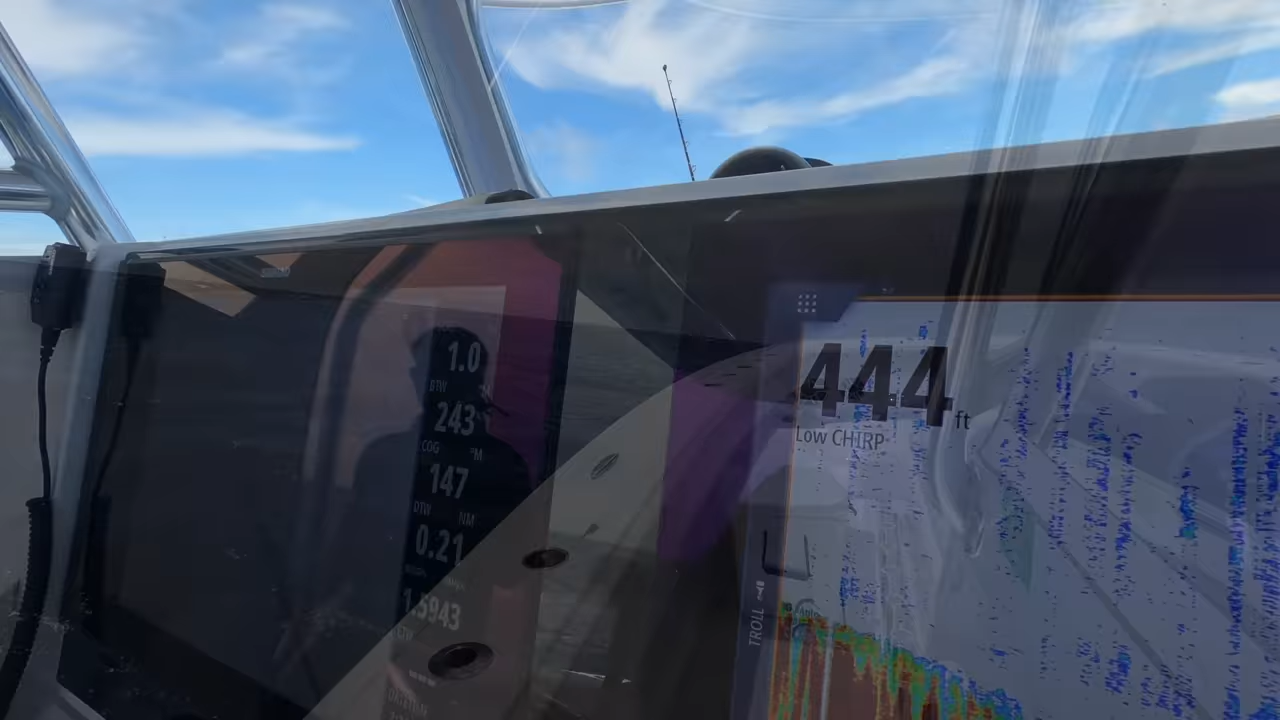 1.0
BTW
243
COG °M
147
DTW NM
0.21
1.5943
444 ft
Low CHIRP
TROLL